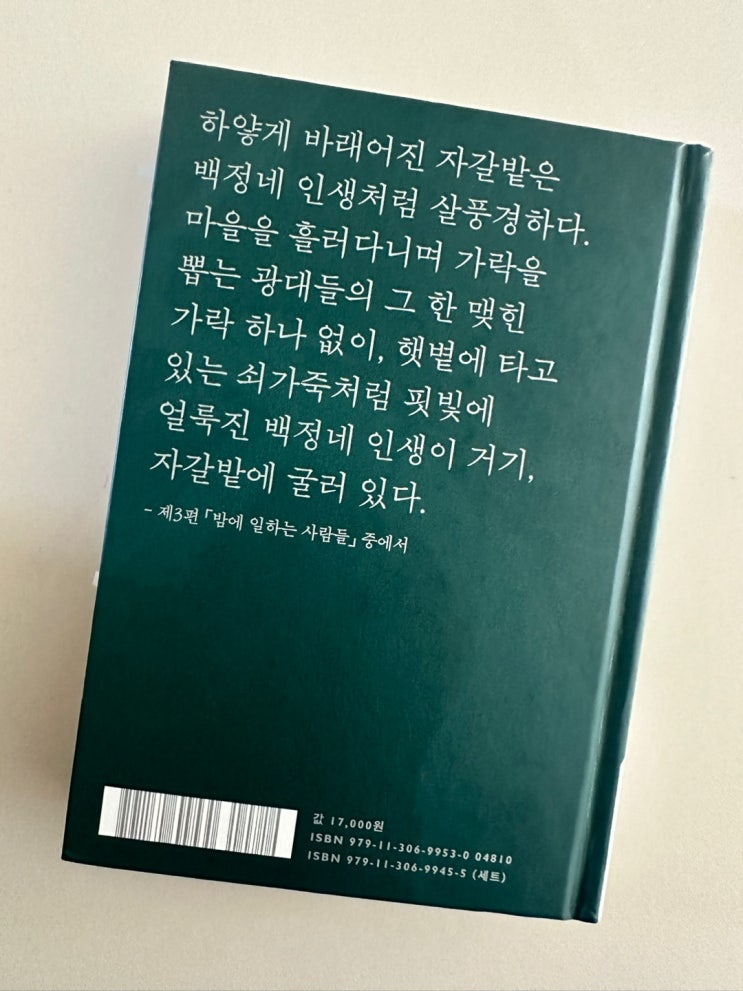 하얗게 바래어진 자갈밭은
백정네 인생처럼 살풍경하다.
마을을 흘러다니며 가락을
뽑는 광대들의 그 한 맺힌
가락 하나 없이, 햇볕에 타고
있는 쇠가죽처럼 핏빛에
얼룩진 백정네 인생이 거기,
자갈밭에 굴러 있다.
- 제3편 「밤에 일하는 사람들」 중에서
값 17,000원
ISBN 979-11-306-9953-0 04810
ISBN 979-11-306-9945-5 (세트)